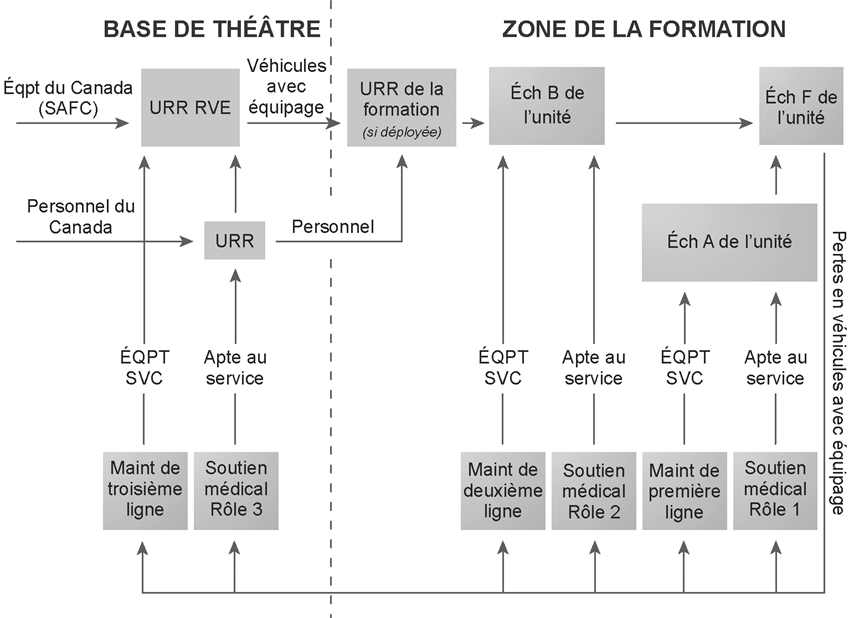 BASE DE THÉÂTRE
ZONE DE LA FORMATION
Éqpt du Canada
(SAFC)
URR RVE
Véhicules
avec
équipage
URR de la
formation
(si déployée)
Éch B de
l'unité
Éch F de
l'unité
Personnel du
Canada
URR
Personnel
Éch A de l'unité
Pertes en véhicules avec équipage
ÉQPT
SVC
Apte au
service
ÉQPT
SVC
Apte au
service
ÉQPT
SVC
Apte au
service
Maint de
troisième
ligne
Soutien
médical
Rôle 3
Maint de
deuxième
ligne
Soutien
médical
Rôle 2
Maint de
première
ligne
Soutien
médical
Rôle 1